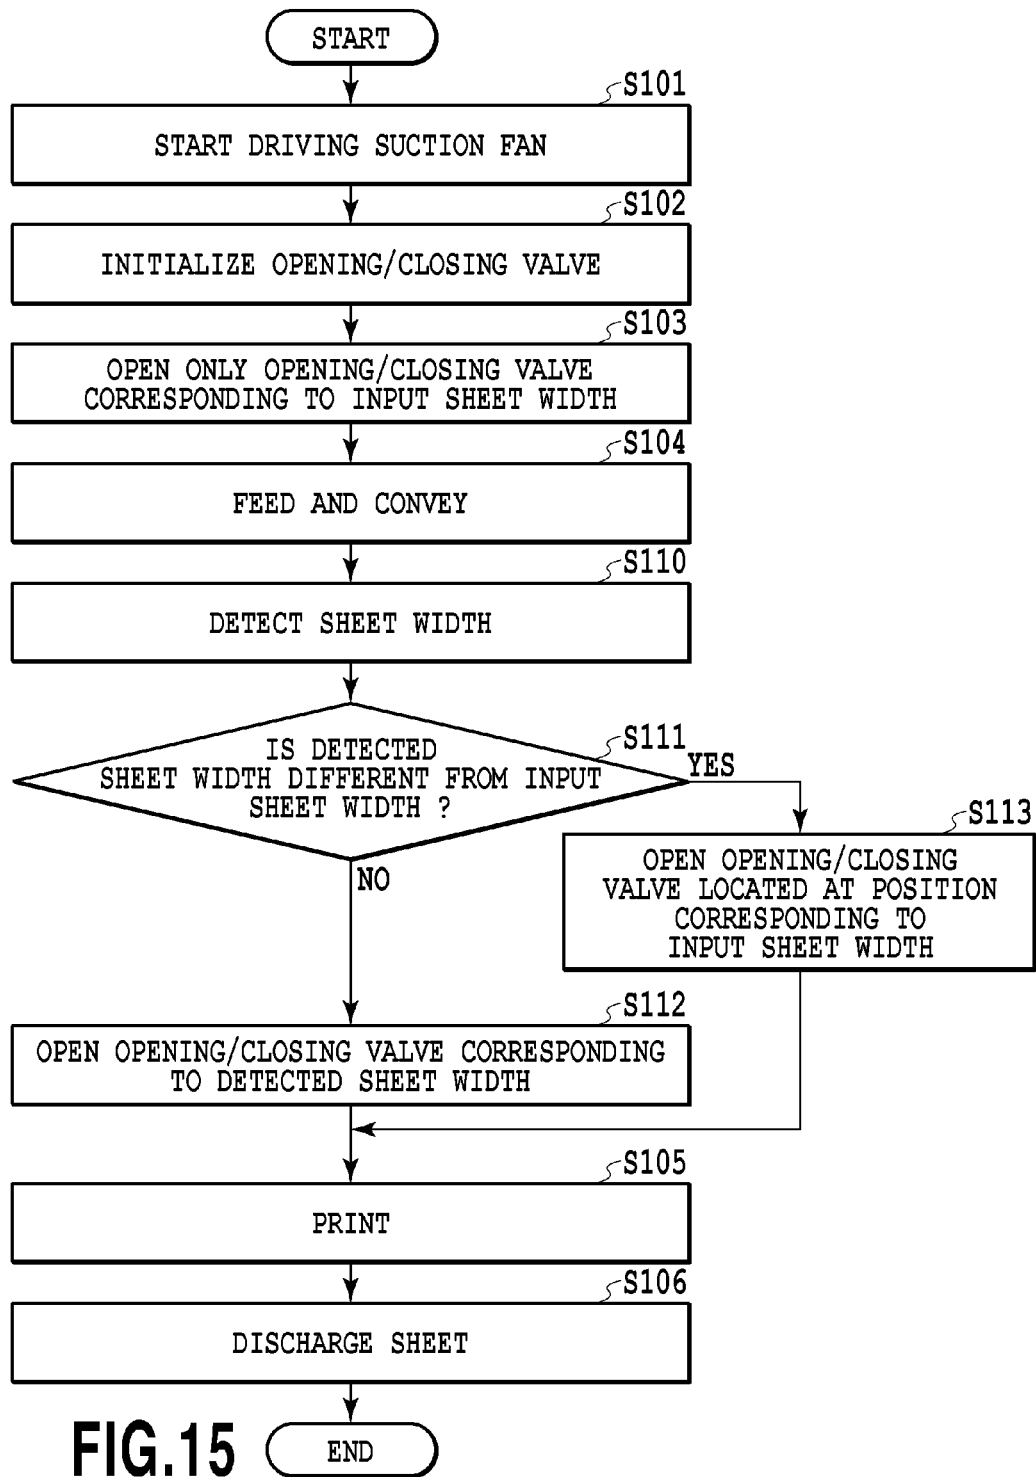 START
S101
START DRIVING SUCTION FAN
S102
INITIALIZE OPENING/CLOSING VALVE
S103
OPEN ONLY OPENING/CLOSING VALVE
CORRESPONDING TO INPUT SHEET WIDTH
S104
FEED AND CONVEY
S110
DETECT SHEET WIDTH
S111
IS DETECTED
SHEET WIDTH DIFFERENT FROM INPUT
SHEET WIDTH ?
YES
NO
S113
OPEN OPENING/CLOSING
VALVE LOCATED AT POSITION
CORRESPONDING TO
INPUT SHEET WIDTH
S112
OPEN OPENING/CLOSING VALVE CORRESPONDING
TO DETECTED SHEET WIDTH
S105
PRINT
S106
DISCHARGE SHEET
END
FIG.15